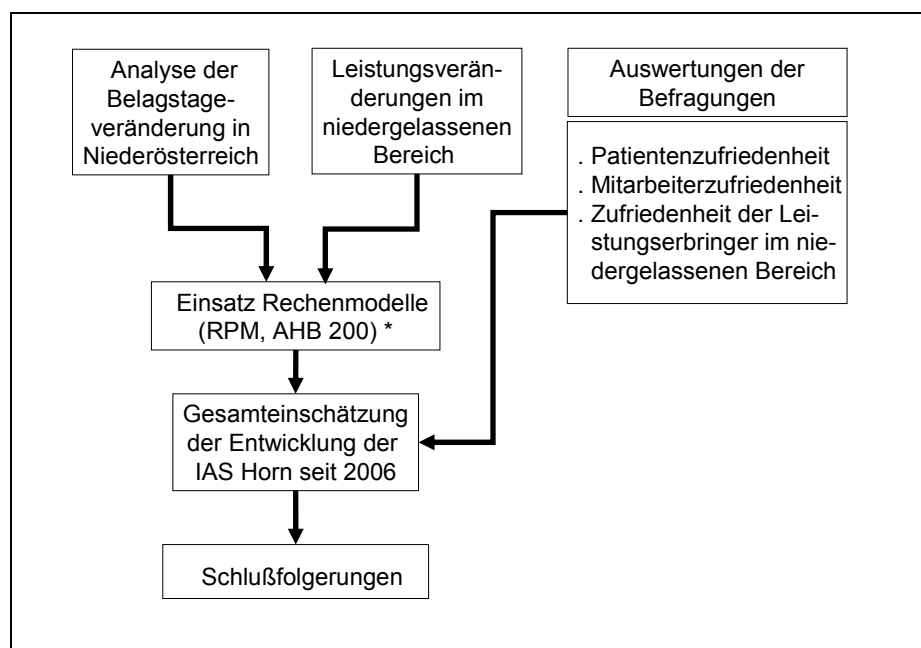 Analyse der
Belagstage-
veränderung in
Niederösterreich
Leistungsverän-
derungen im
niedergelassenen
Bereich
Auswertungen der
Befragungen
. Patientenzufriedenheit
. Mitarbeiterzufriedenheit
. Zufriedenheit der Lei-
stungserbringer im nie-
dergelassenen Bereich
Einsatz Rechenmodelle
(RPM, AHB 200) *
Gesamteinschätzung
der Entwicklung der
IAS Horn seit 2006
Schlußfolgerungen